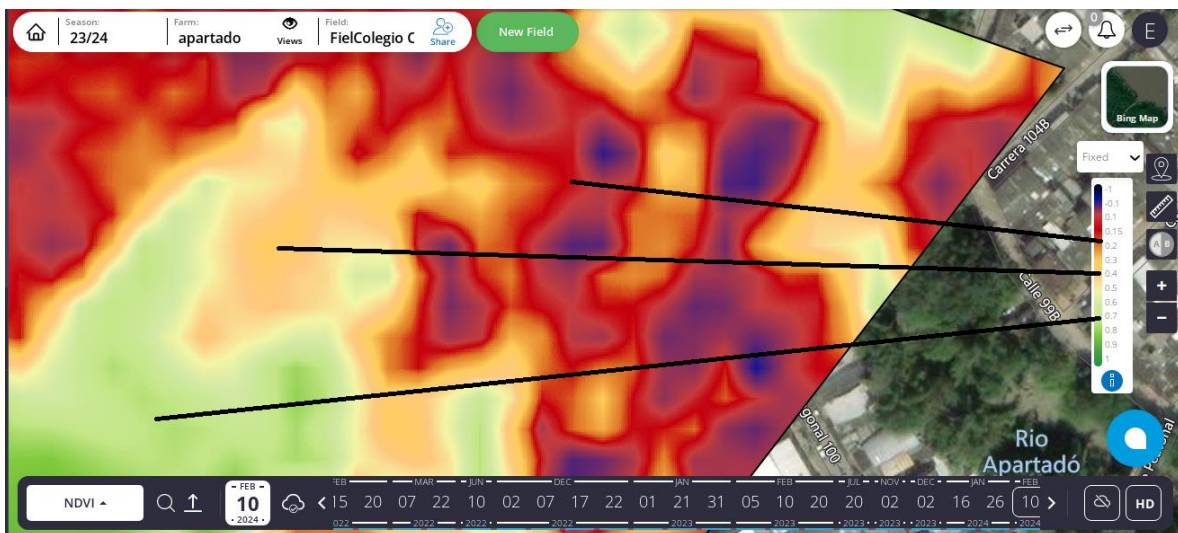 Season:
23/24
Farm:
apartado
Views
Field:
FielColegio C
Share
New Field
0
E
Bing Map
Carrera 104B
Fixed
-1
-0.1
0.1
0.15
0.2
0.3
0.4
0.5
0.6
0.7
0.8
0.9
1
A B
+
−
Calle 99B
gonal 100
Rio
Apartadó
NDVI
- FEB -
10
• 2024 •
MAR JUN DEC JAN FEB JUL NOV DEC JAN FEB
15 20 07 22 10 02 07 17 22 01 21 31 05 10 20 20 02 02 16 26 10
022 2022 2022 2022 2023 2023 2023 2023 2023 2024 2024
HD